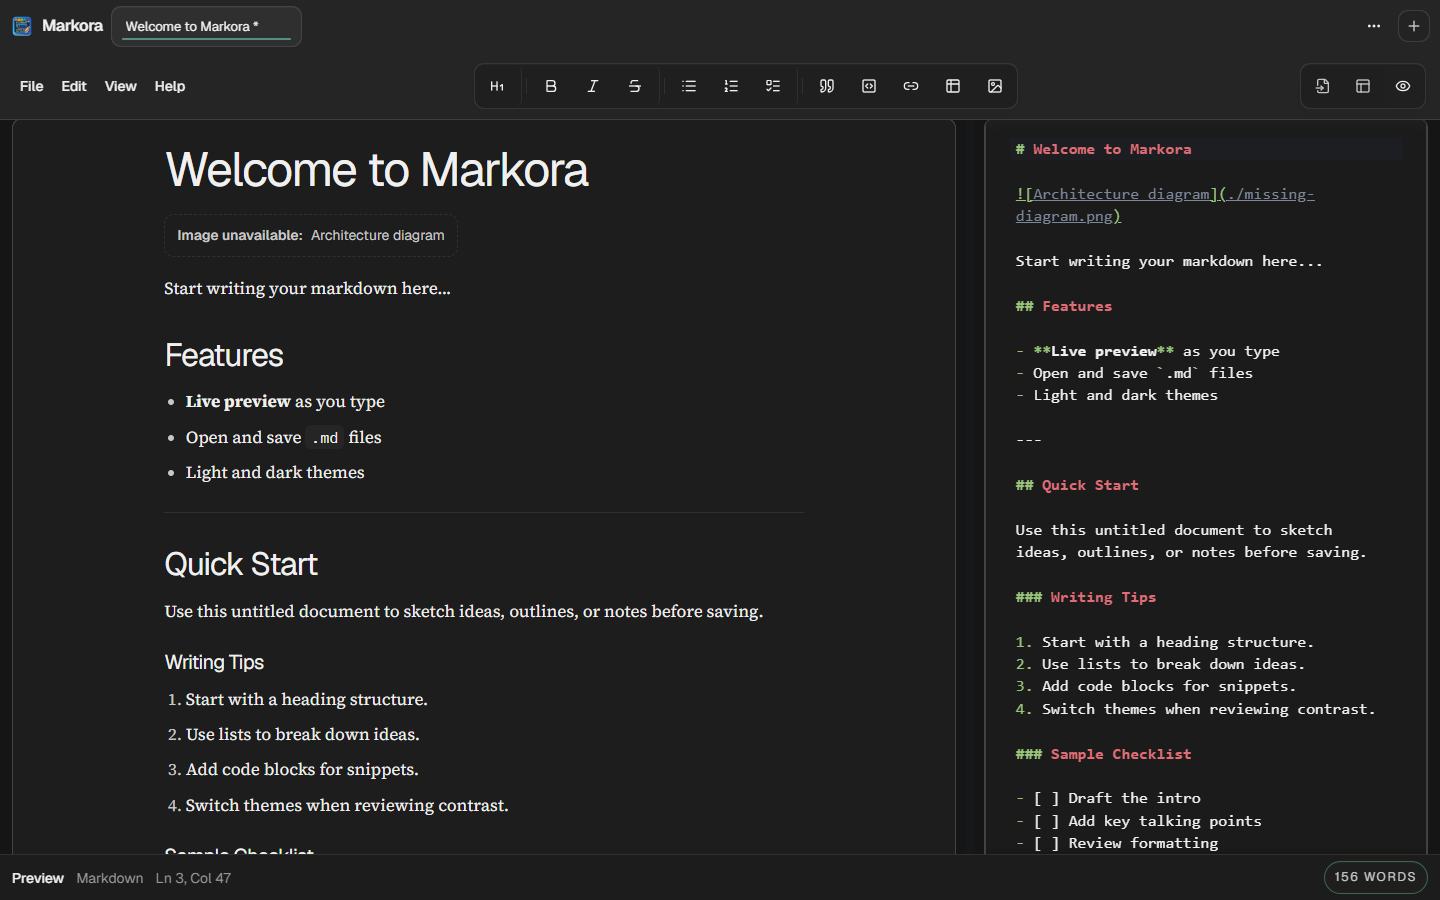 Markora
Welcome to Markora *
File Edit View Help
H1
Welcome to Markora
Image unavailable: Architecture diagram
Start writing your markdown here...
Features
• Live preview as you type
• Open and save .md files
• Light and dark themes
Quick Start
Use this untitled document to sketch ideas, outlines, or notes before saving.
Writing Tips
1. Start with a heading structure.
2. Use lists to break down ideas.
3. Add code blocks for snippets.
4. Switch themes when reviewing contrast.
Sample Checklist
# Welcome to Markora
![Architecture diagram](./missing-
diagram.png)
Start writing your markdown here...
## Features
- **Live preview** as you type
- Open and save `.md` files
- Light and dark themes
---
## Quick Start
Use this untitled document to sketch
ideas, outlines, or notes before saving.
### Writing Tips
1. Start with a heading structure.
2. Use lists to break down ideas.
3. Add code blocks for snippets.
4. Switch themes when reviewing contrast.
### Sample Checklist
- [ ] Draft the intro
- [ ] Add key talking points
- [ ] Review formatting
Preview Markdown Ln 3, Col 47
156 WORDS